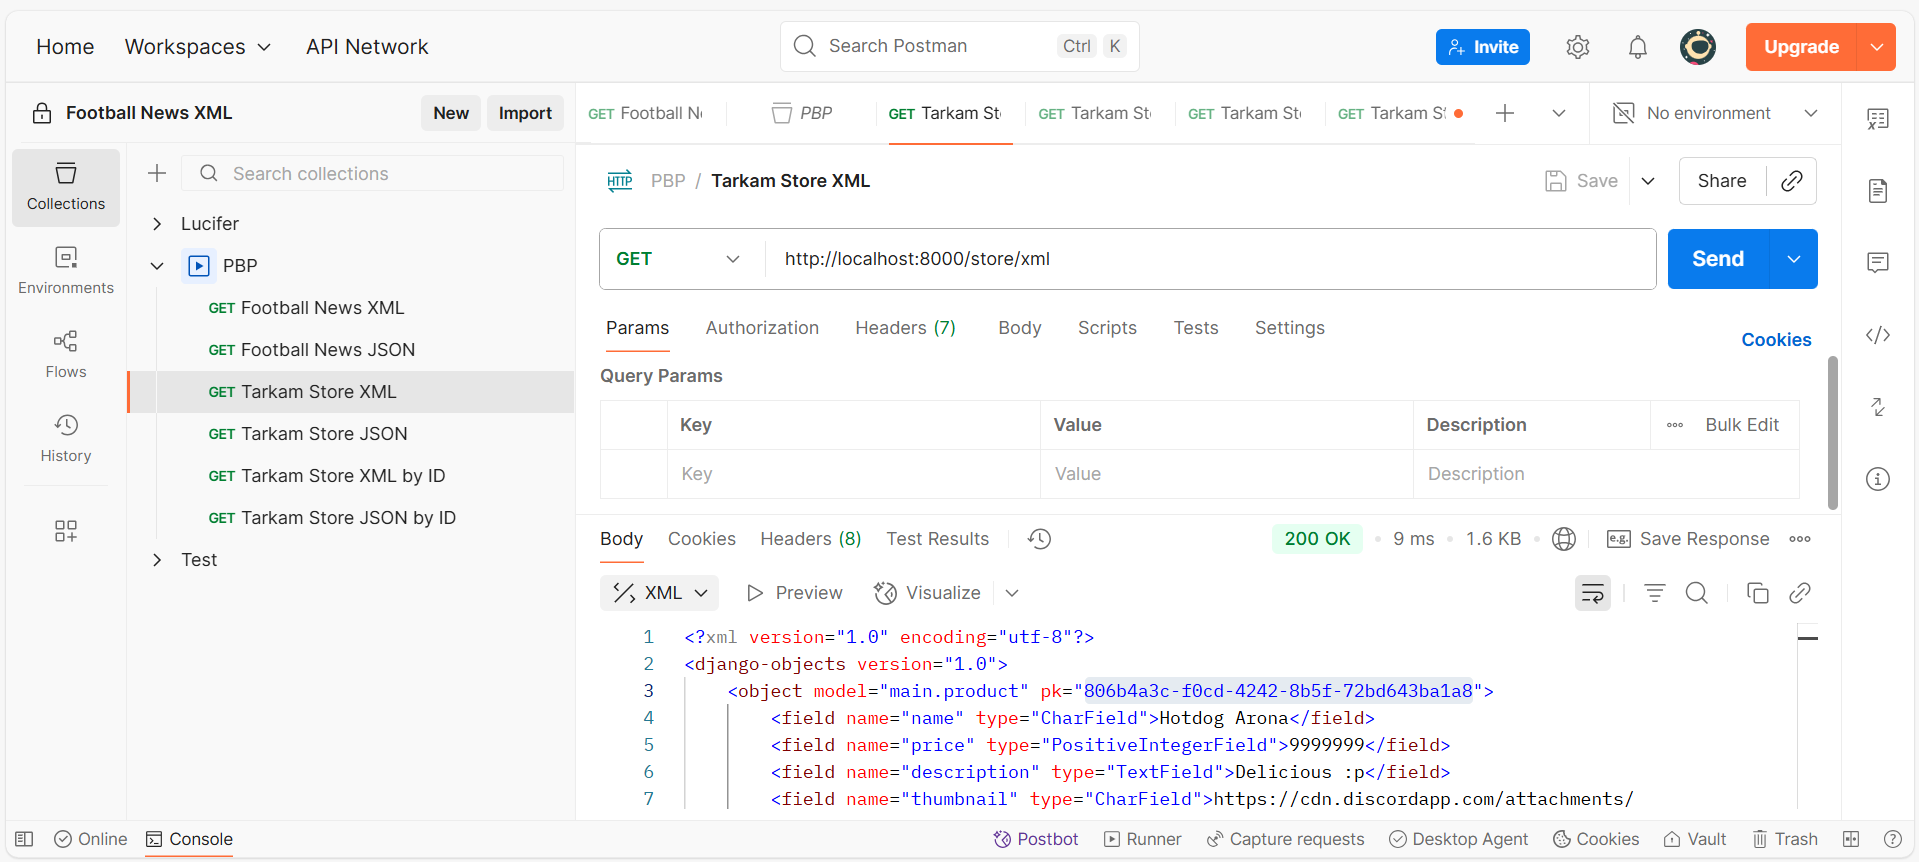 Home Workspaces API Network Search Postman Ctrl K Invite Upgrade
Football News XML New Import GET Football N PBP GET Tarkam St GET Tarkam St GET Tarkam St GET Tarkam S No environment
Search collections
Collections
Environments
Flows
History
Lucifer
PBP
GET Football News XML
GET Football News JSON
GET Tarkam Store XML
GET Tarkam Store JSON
GET Tarkam Store XML by ID
GET Tarkam Store JSON by ID
Test
HTTP PBP / Tarkam Store XML Save Share
GET http://localhost:8000/store/xml Send
Params Authorization Headers (7) Body Scripts Tests Settings Cookies
Query Params
Key Value Description Bulk Edit
Key Value Description
Body Cookies Headers (8) Test Results 200 OK • 9 ms • 1.6 KB • e.g. Save Response
XML Preview Visualize
1 <?xml version="1.0" encoding="utf-8"?>
2 <django-objects version="1.0">
3 <object model="main.product" pk="806b4a3c-f0cd-4242-8b5f-72bd643ba1a8">
4 <field name="name" type="CharField">Hotdog Arona</field>
5 <field name="price" type="PositiveIntegerField">9999999</field>
6 <field name="description" type="TextField">Delicious :p</field>
7 <field name="thumbnail" type="CharField">https://cdn.discordapp.com/attachments/
Online Console Postbot Runner Capture requests Desktop Agent Cookies Vault Trash